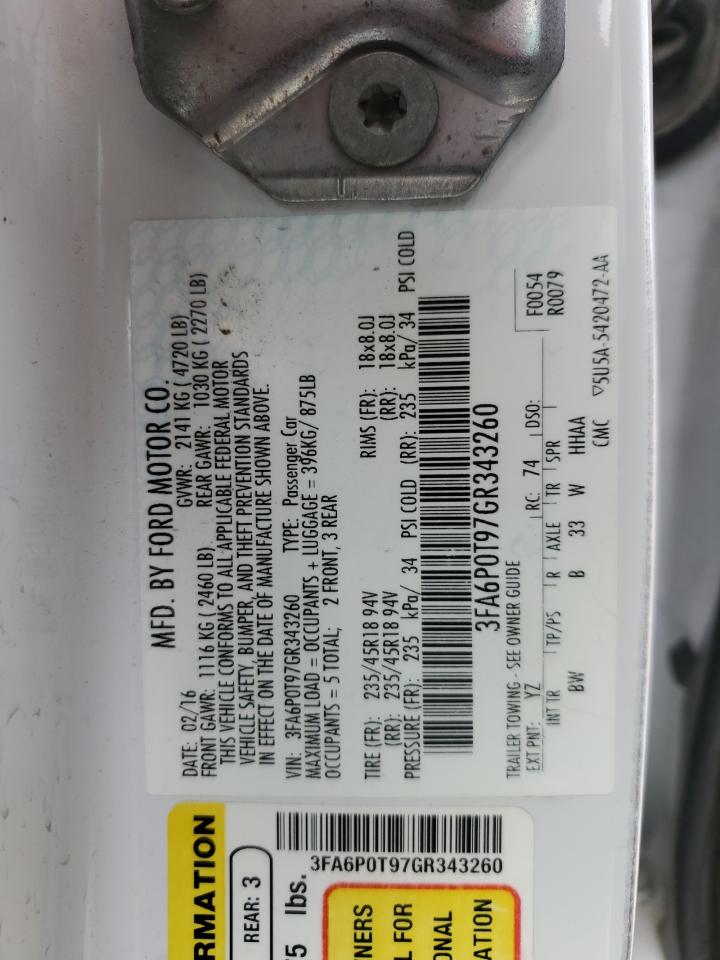 MFD. BY FORD MOTOR CO.
DATE: 02/16 GVWR: 2141 KG ( 4720 LB)
FRONT GAWR: 1116 KG ( 2460 LB) REAR GAWR: 1030 KG ( 2270 LB)
THIS VEHICLE CONFORMS TO ALL APPLICABLE FEDERAL MOTOR
VEHICLE SAFETY, BUMPER, AND THEFT PREVENTION STANDARDS
IN EFFECT ON THE DATE OF MANUFACTURE SHOWN ABOVE.
VIN: 3FA6P0T97GR343260 TYPE: Passenger Car
MAXIMUM LOAD = OCCUPANTS + LUGGAGE = 396KG/ 875LB
OCCUPANTS = 5 TOTAL; 2 FRONT, 3 REAR
TIRE (FR): 235/45R18 94V RIMS (FR): 18x8.0J
(RR): 235/45R18 94V (RR): 18x8.0J
PRESSURE (FR): 235 kPa/ 34 PSI COLD (RR): 235 kPa/ 34 PSI COLD
3FA6P0T97GR343260
TRAILER TOWING - SEE OWNER GUIDE F0054
EXT PNT: YZ RC: 74 DSO: R0079
INT TR TP/PS R AXLE TR SPR
BW B 33 W HHAA
CMC ▽5U5A-5420472-AA
RMATION
REAR: 3
5 lbs.
3FA6P0T97GR343260
NERS
L FOR
ONAL
ATION